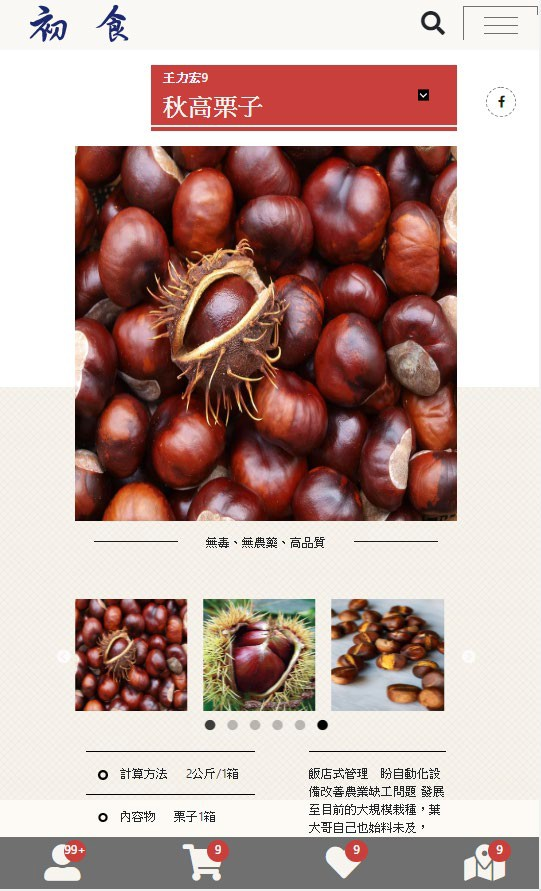 初食
王力宏9
秋高栗子
無毒、無農藥、高品質
計算方法 2公斤/1箱
內容物 栗子1箱
飯店式管理 盼自動化設
備改善農業缺工問題 發展
至目前的大規模栽種，葉
大哥自己也始料未及，
99+
9
9
9